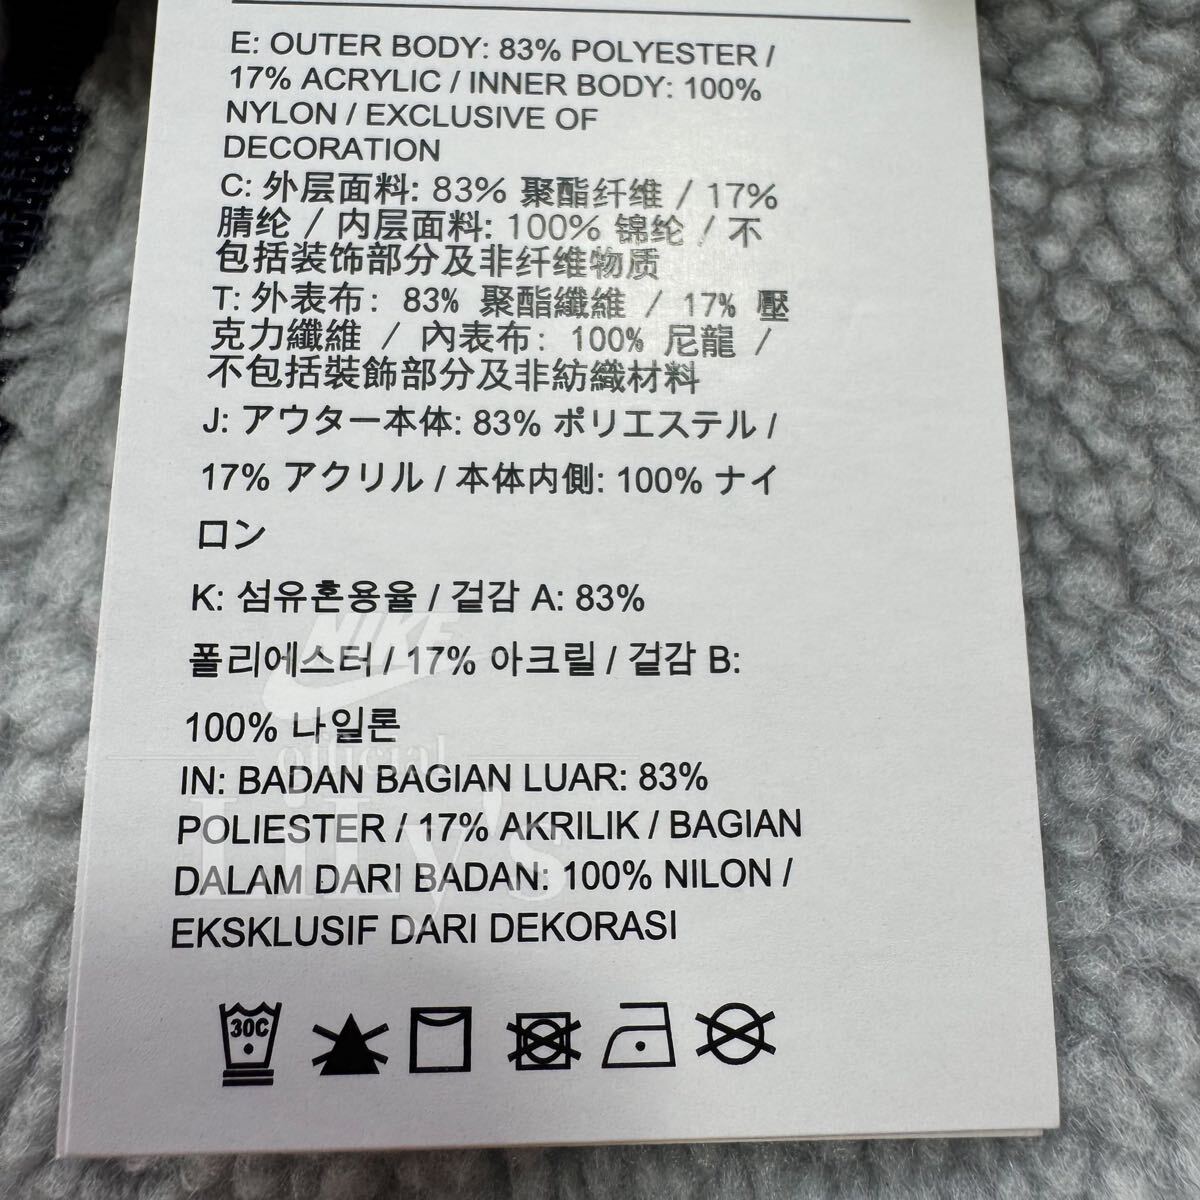 E: OUTER BODY: 83% POLYESTER /
17% ACRYLIC / INNER BODY: 100%
NYLON / EXCLUSIVE OF
DECORATION
C: 外层面料: 83% 聚酯纤维 / 17%
腈纶 / 内层面料: 100% 锦纶 / 不
包括装饰部分及非纤维物质
T: 外表布: 83% 聚酯纖維 / 17% 壓
克力纖維 / 內表布: 100% 尼龍 /
不包括裝飾部分及非紡織材料
J: アウター本体: 83% ポリエステル /
17% アクリル / 本体内側: 100% ナイ
ロン
K: 섬유혼용율 / 겉감 A: 83%
NIKE
폴리에스터 / 17% 아크릴 / 겉감 B:
100% 나일론
official
IN: BADAN BAGIAN LUAR: 83%
Lily's
POLIESTER / 17% AKRILIK / BAGIAN
DALAM DARI BADAN: 100% NILON /
EKSKLUSIF DARI DEKORASI
30C